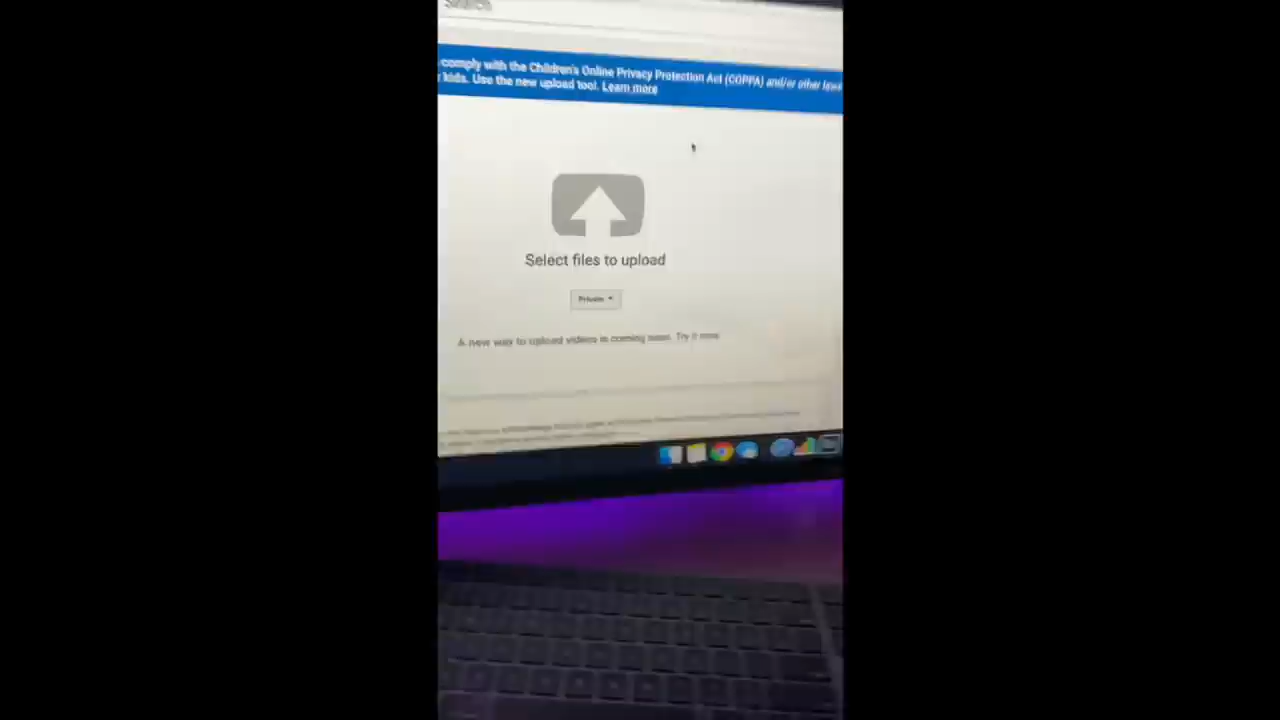 Search
comply with the Children's Online Privacy Protection Act (COPPA) and/or other laws
kids. Use the new upload tool. Learn more
Select files to upload
Private
A new way to upload videos is coming soon. Try it now